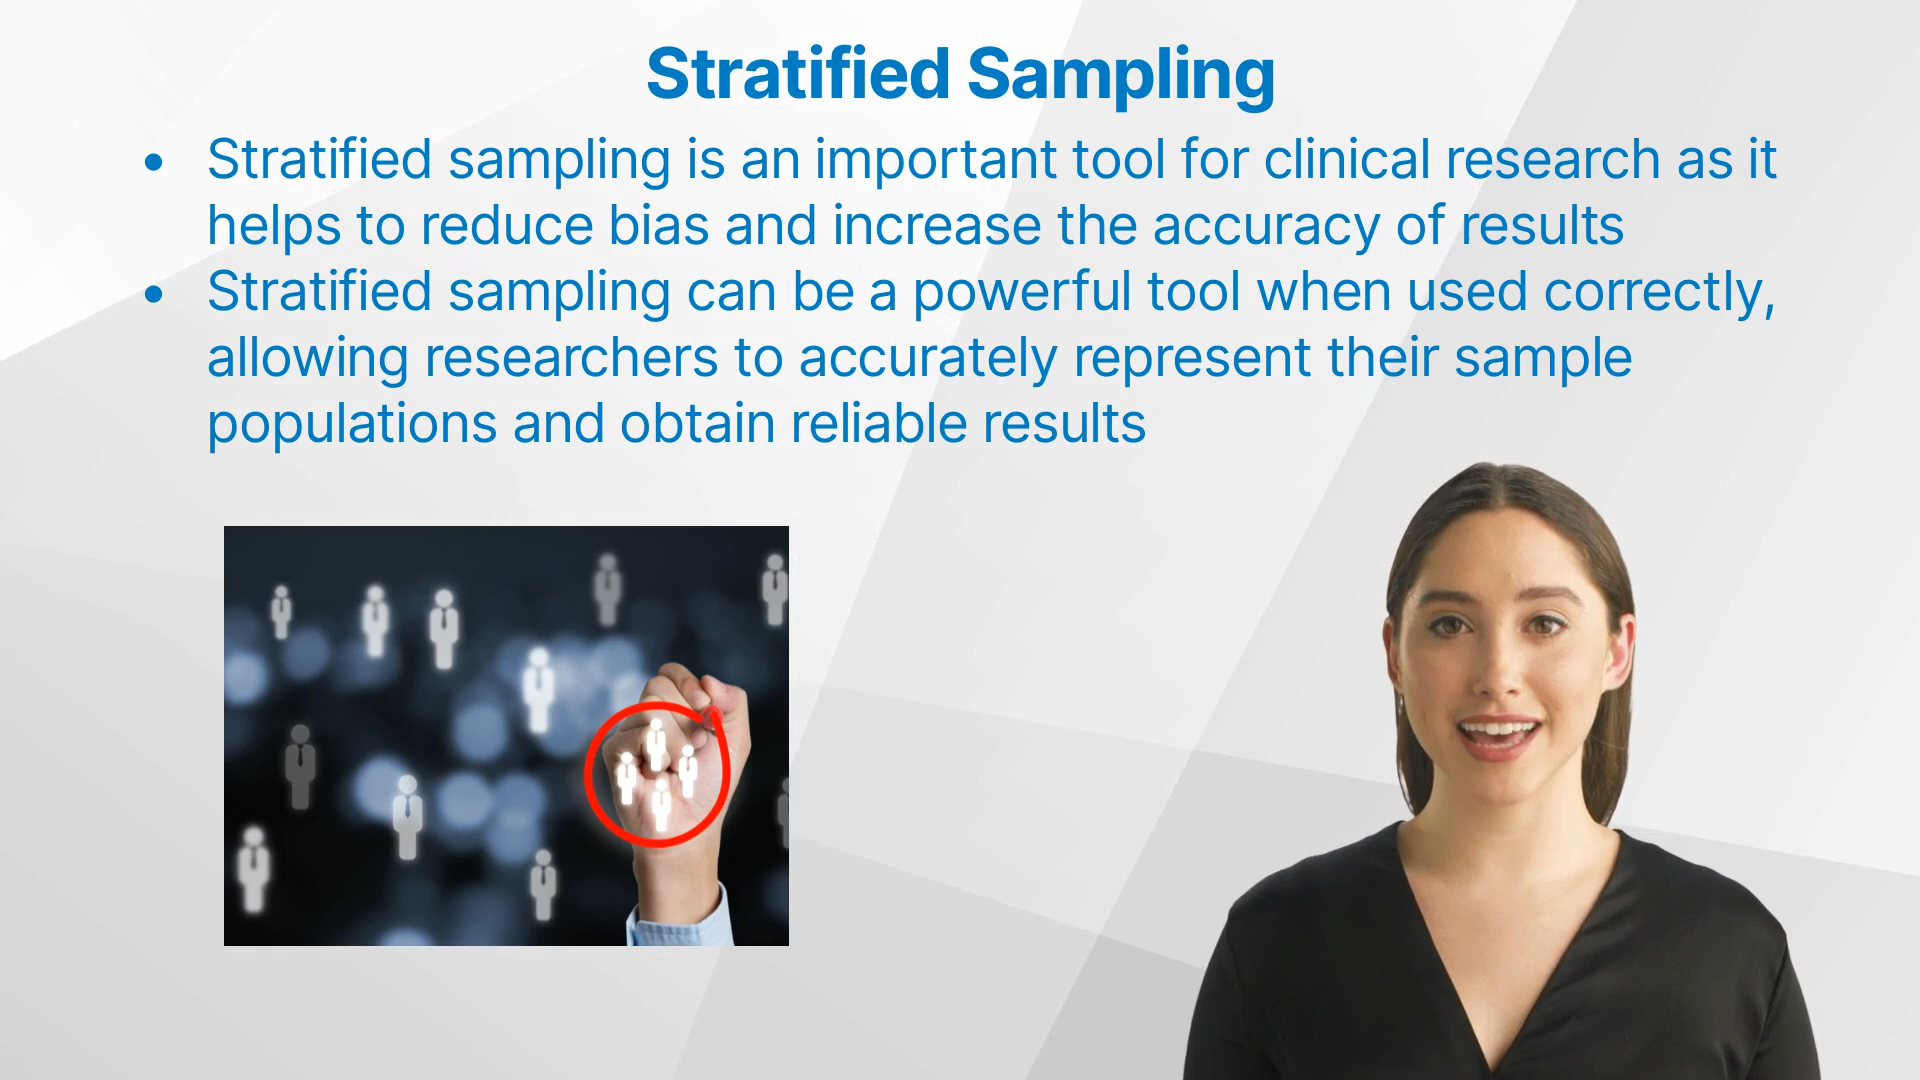 Stratified Sampling
• Stratified sampling is an important tool for clinical research as it
helps to reduce bias and increase the accuracy of results
• Stratified sampling can be a powerful tool when used correctly,
allowing researchers to accurately represent their sample
populations and obtain reliable results